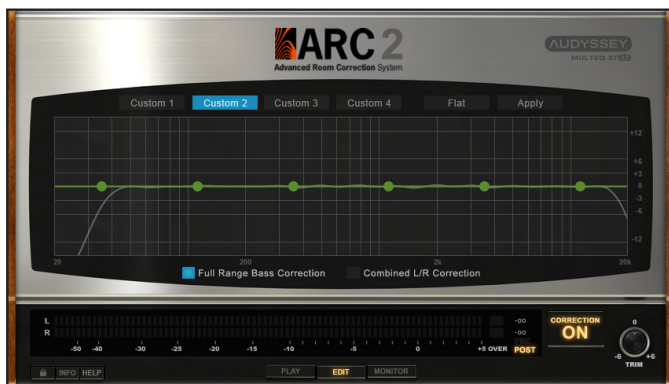 ARC 2
Advanced Room Correction System
AUDYSSEY
MULTEQ XT32
Custom 1 Custom 2 Custom 3 Custom 4 Flat Apply
+12
+6
+3
0
-3
-6
-12
20 200 2k 20k
Full Range Bass Correction Combined L/R Correction
L -oo
R -oo
-50 -40 -30 -25 -20 -15 -10 -5 0 +5 OVER PRE
POST
CORRECTION
ON
0
-6 +6
TRIM
INFO HELP PLAY EDIT MONITOR